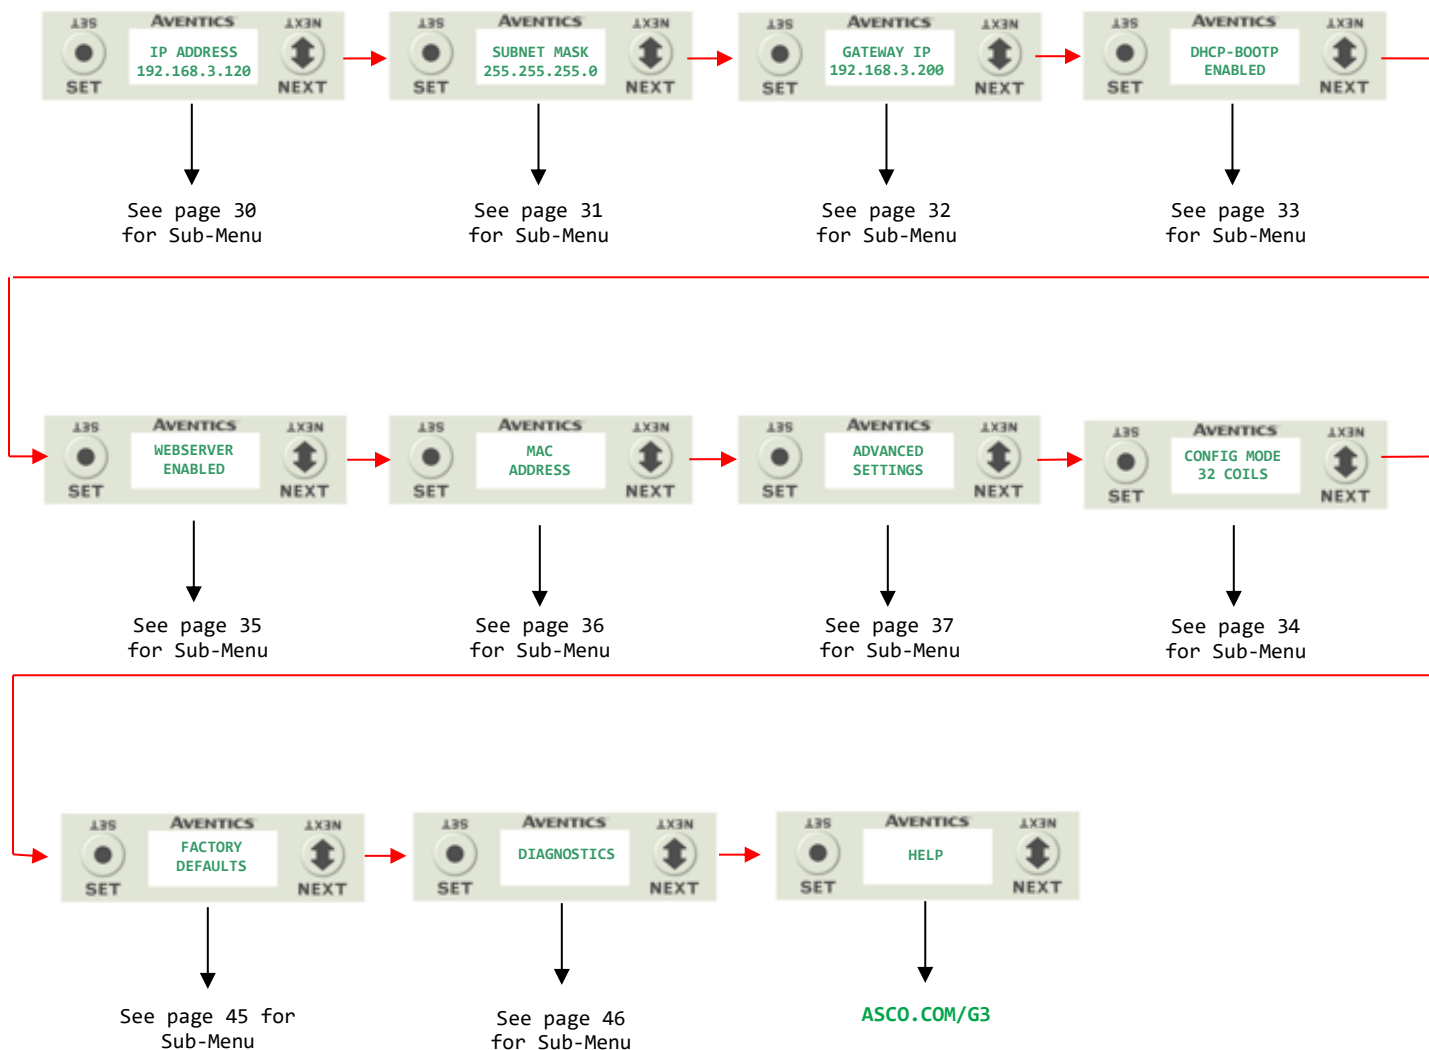 SET AVENTICS NEXT
IP ADDRESS
192.168.3.120
SET NEXT
SET AVENTICS NEXT
SUBNET MASK
255.255.255.0
SET NEXT
SET AVENTICS NEXT
GATEWAY IP
192.168.3.200
SET NEXT
SET AVENTICS NEXT
DHCP-BOOTP
ENABLED
SET NEXT
See page 30
for Sub-Menu
See page 31
for Sub-Menu
See page 32
for Sub-Menu
See page 33
for Sub-Menu
SET AVENTICS NEXT
WEBSERVER
ENABLED
SET NEXT
SET AVENTICS NEXT
MAC
ADDRESS
SET NEXT
SET AVENTICS NEXT
ADVANCED
SETTINGS
SET NEXT
SET AVENTICS NEXT
CONFIG MODE
32 COILS
SET NEXT
See page 35
for Sub-Menu
See page 36
for Sub-Menu
See page 37
for Sub-Menu
See page 34
for Sub-Menu
SET AVENTICS NEXT
FACTORY
DEFAULTS
SET NEXT
SET AVENTICS NEXT
DIAGNOSTICS
SET NEXT
SET AVENTICS NEXT
HELP
SET NEXT
See page 45 for
Sub-Menu
See page 46
for Sub-Menu
ASCO.COM/G3